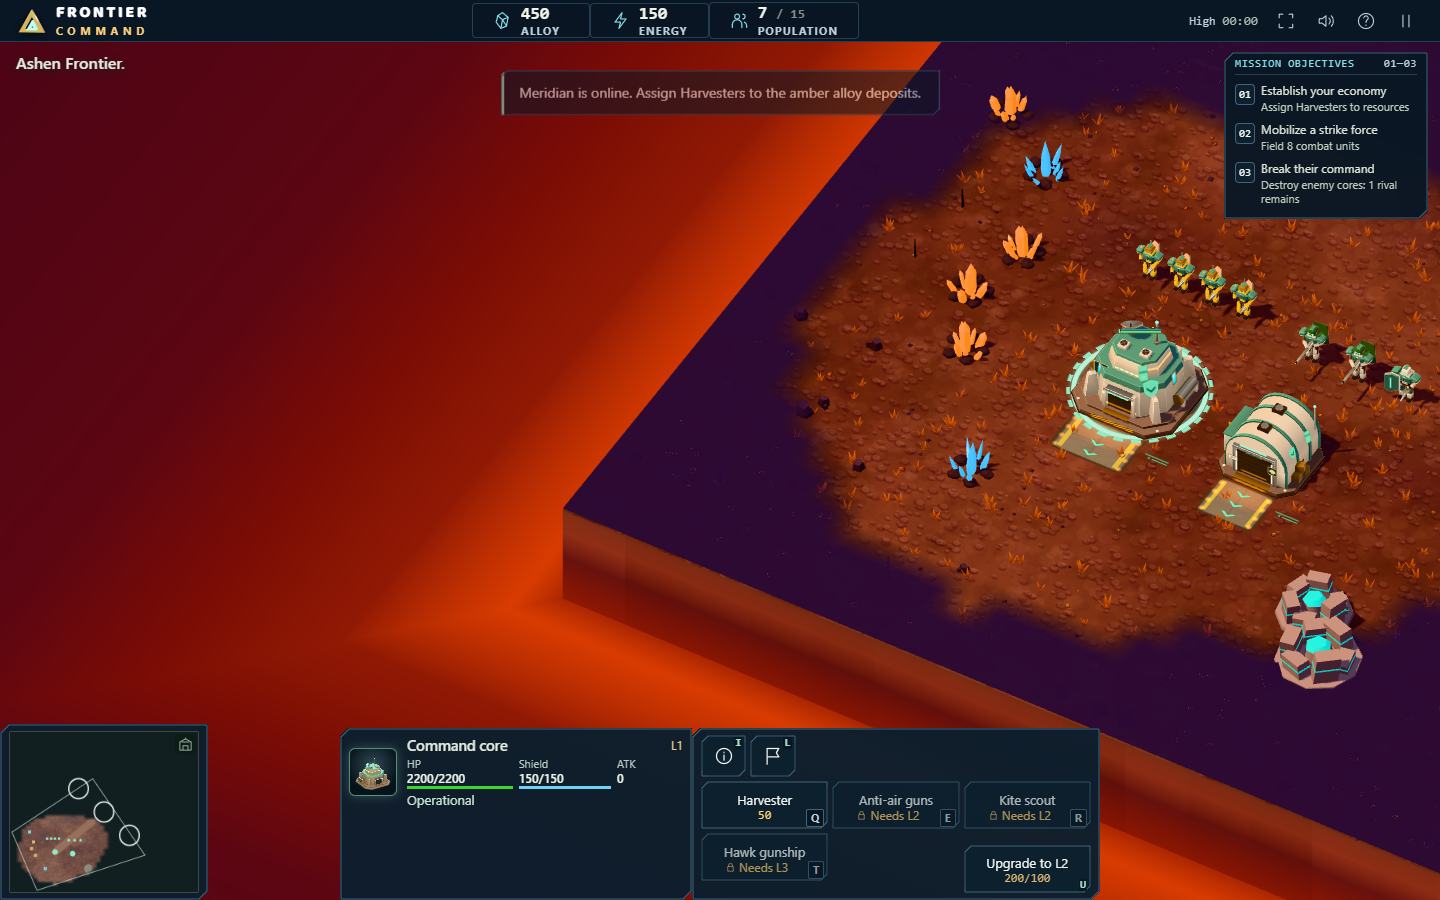 FRONTIER
COMMAND
450
ALLOY
150
ENERGY
7 / 15
POPULATION
High 00:00
Ashen Frontier.
Meridian is online. Assign Harvesters to the amber alloy deposits.
MISSION OBJECTIVES 01—03
01 Establish your economy
Assign Harvesters to resources
02 Mobilize a strike force
Field 8 combat units
03 Break their command
Destroy enemy cores: 1 rival
remains
Command core L1
HP Shield ATK
2200/2200 150/150 0
Operational
I L
Harvester
50 Q
Anti-air guns
Needs L2 E
Kite scout
Needs L2 R
Hawk gunship
Needs L3 T
Upgrade to L2
200/100 U